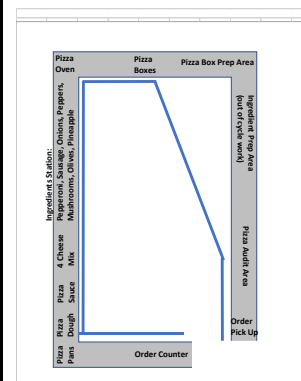 Pizza
Oven
Pizza
Boxes
Pizza Box Prep Area
Ingredients Station:
Pepperoni, Sausage, Onions, Peppers,
Mushrooms, Olives, Pineapple
Ingredient Prep Area
(out of cycle work)
4 Cheese
Mix
Pizza
Sauce
Pizza
Dough
Pizza
Pans
Pizza Audit Area
Order
Pick Up
Order Counter